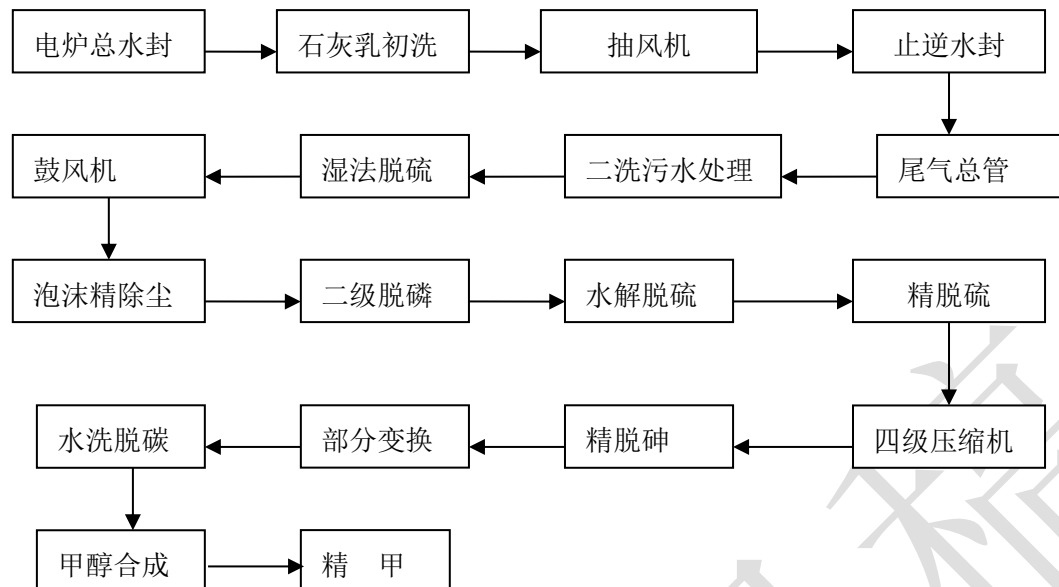 电炉总水封 石灰乳初洗 抽风机 止逆水封
鼓风机 湿法脱硫 二洗污水处理 尾气总管
泡沫精除尘 二级脱磷 水解脱硫 精脱硫
水洗脱碳 部分变换 精脱砷 四级压缩机
甲醇合成 精 甲